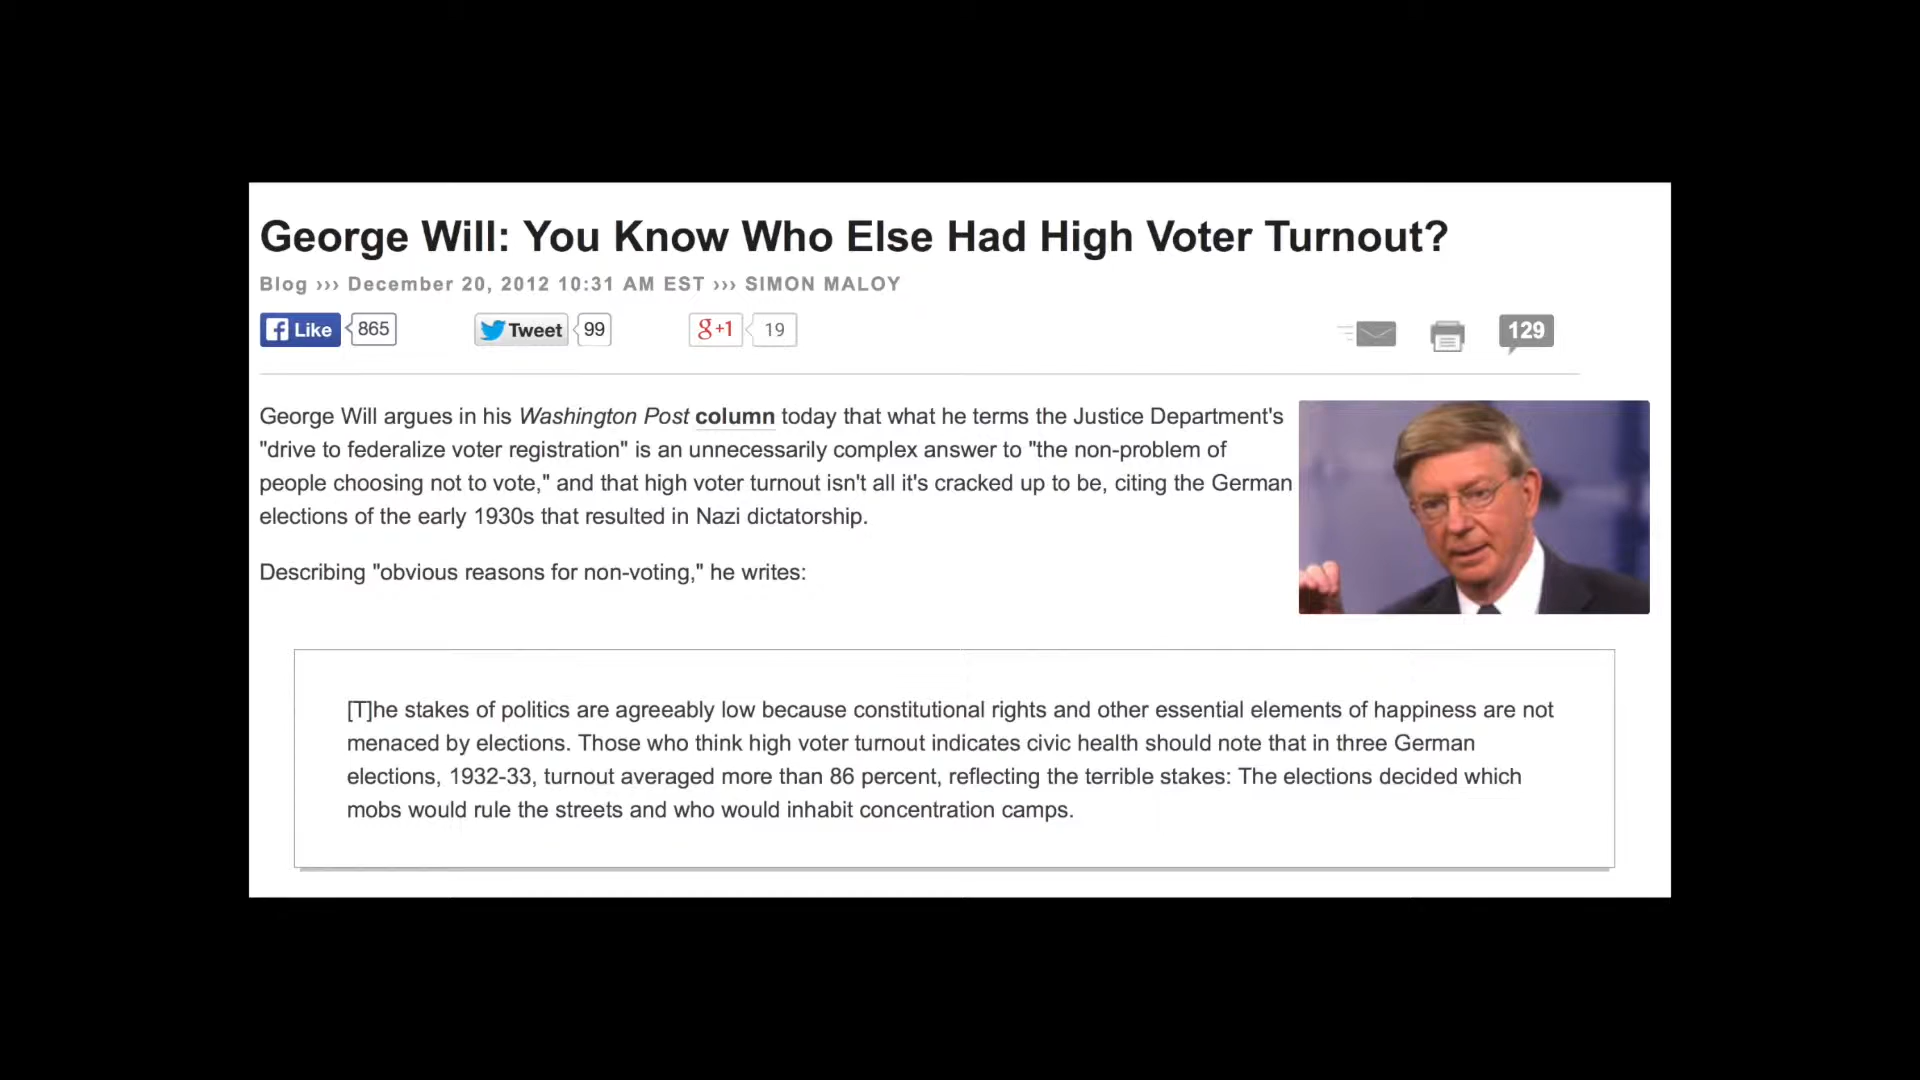 George Will: You Know Who Else Had High Voter Turnout?
Blog ››› December 20, 2012 10:31 AM EST ››› SIMON MALOY
Like 865 Tweet 99 g+1 19 129
George Will argues in his Washington Post column today that what he terms the Justice Department's
"drive to federalize voter registration" is an unnecessarily complex answer to "the non-problem of
people choosing not to vote," and that high voter turnout isn't all it's cracked up to be, citing the German
elections of the early 1930s that resulted in Nazi dictatorship.
Describing "obvious reasons for non-voting," he writes:
[T]he stakes of politics are agreeably low because constitutional rights and other essential elements of happiness are not
menaced by elections. Those who think high voter turnout indicates civic health should note that in three German
elections, 1932-33, turnout averaged more than 86 percent, reflecting the terrible stakes: The elections decided which
mobs would rule the streets and who would inhabit concentration camps.